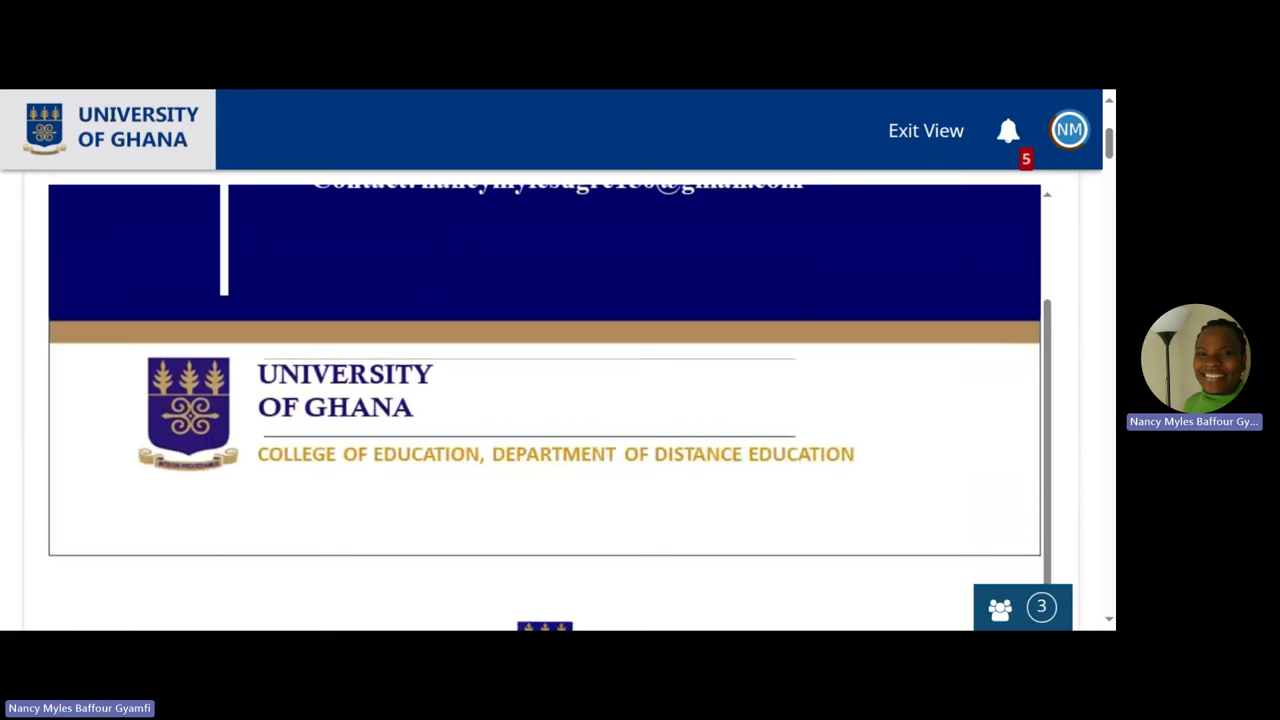 UNIVERSITY
OF GHANA
Exit View
NM
5
UNIVERSITY
OF GHANA
COLLEGE OF EDUCATION, DEPARTMENT OF DISTANCE EDUCATION
3
Nancy Myles Baffour Gy...
Nancy Myles Baffour Gyamfi